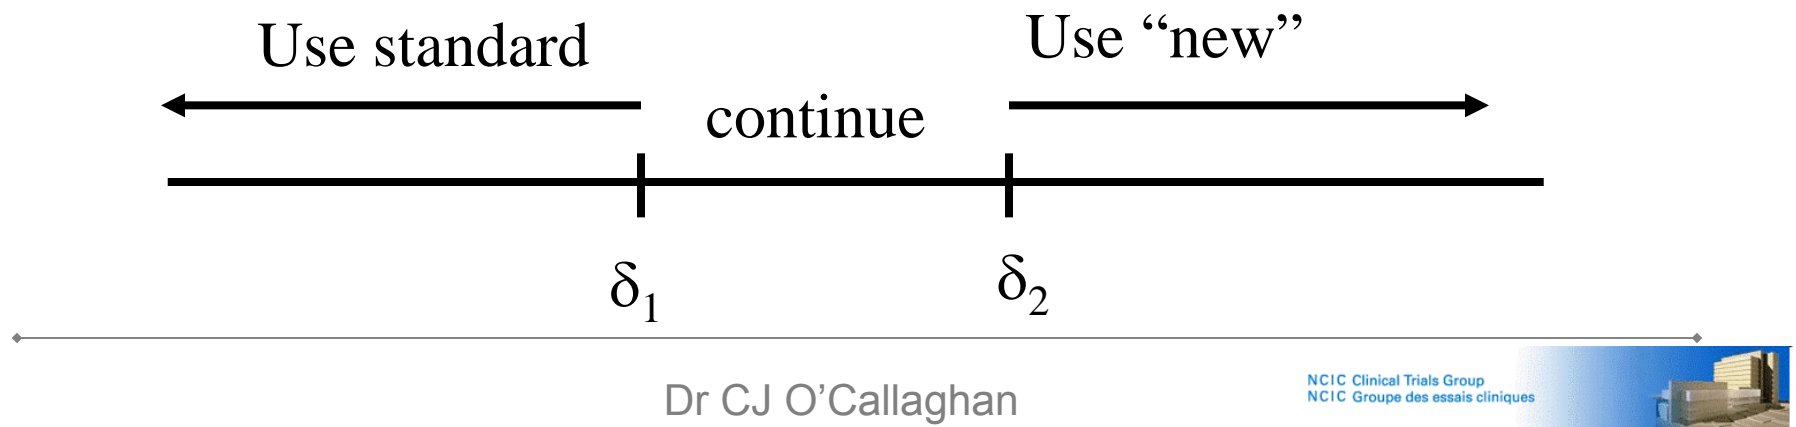 Use standard
Use “new”
continue
δ1
δ2
Dr CJ O’Callaghan
NCIC Clinical Trials Group
NCIC Groupe des essais cliniques